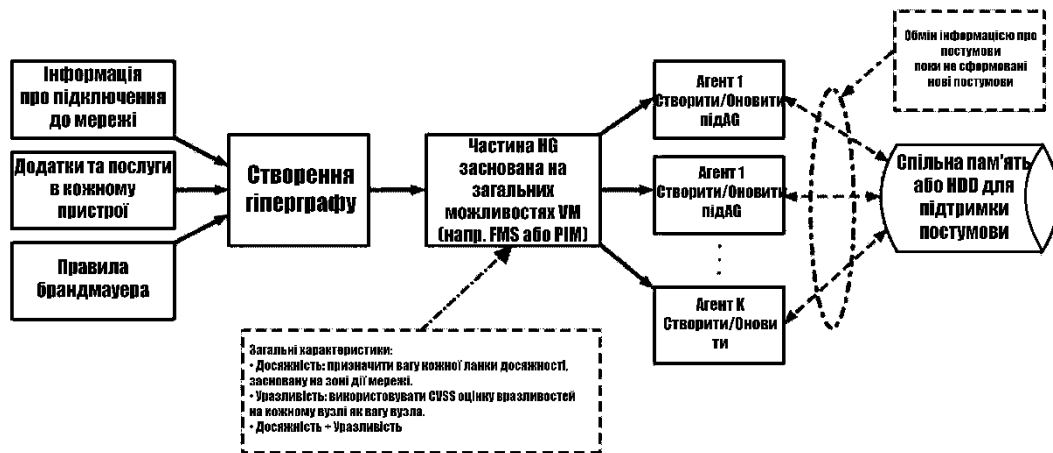 Інформація
про підключення
до мережі
Додатки та послуги
в кожному
пристрої
Правила
брандмауера
Створення
гіперграфу
Частина HG
заснована на
загальних
можливостях VM
(напр. FMS або PIM)
Загальні характеристики:
• Досяжність: призначити вагу кожної ланки досяжності,
засновану на зоні дії мережі.
• Уразливість: використовувати CVSS оцінку вразливостей
на кожному вузлі як вагу вузла.
• Досяжність + Уразливість
Агент 1
Створити/Оновити
підAG
Агент 1
Створити/Оновити
підAG
Агент K
Створити/Онови
ти
Обмін інформацією про
постумови
поки не сформовані
нові постумови
Спільна пам'ять
або HDD для
підтримки
постумови